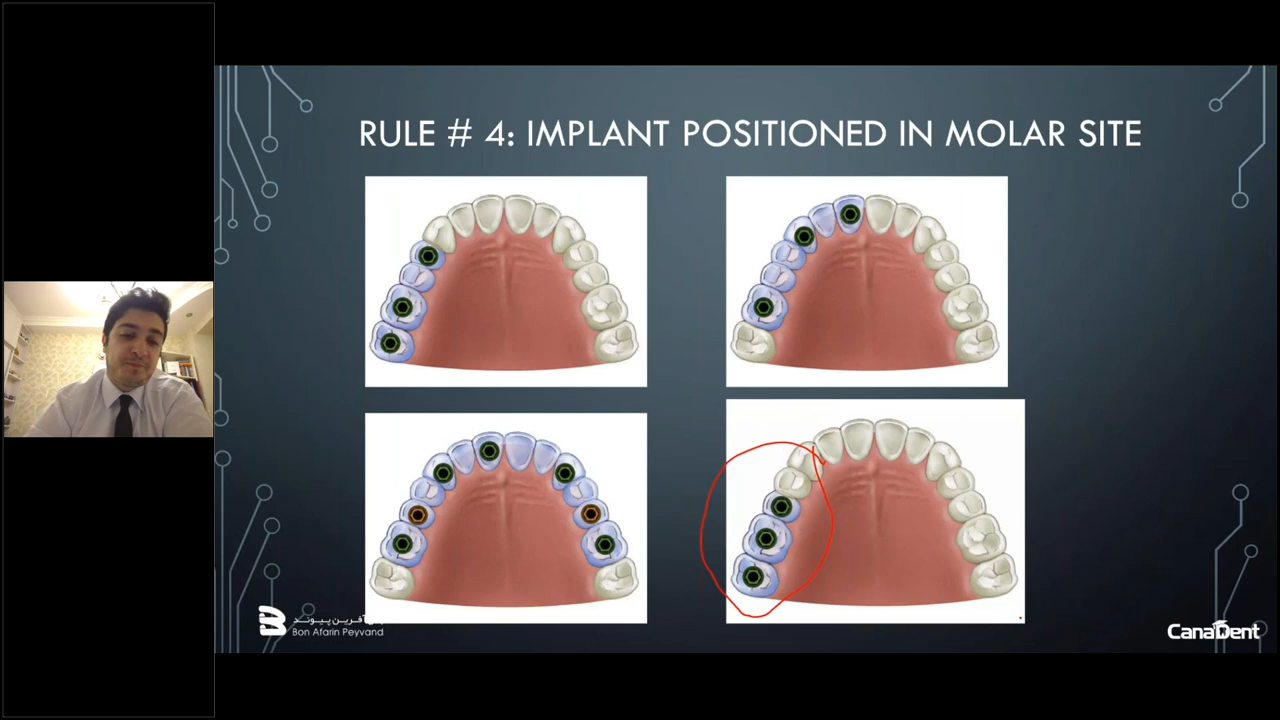 RULE # 4: IMPLANT POSITIONED IN MOLAR SITE
آفرین پیوند
Bon Afarin Peyvand
CanaDent